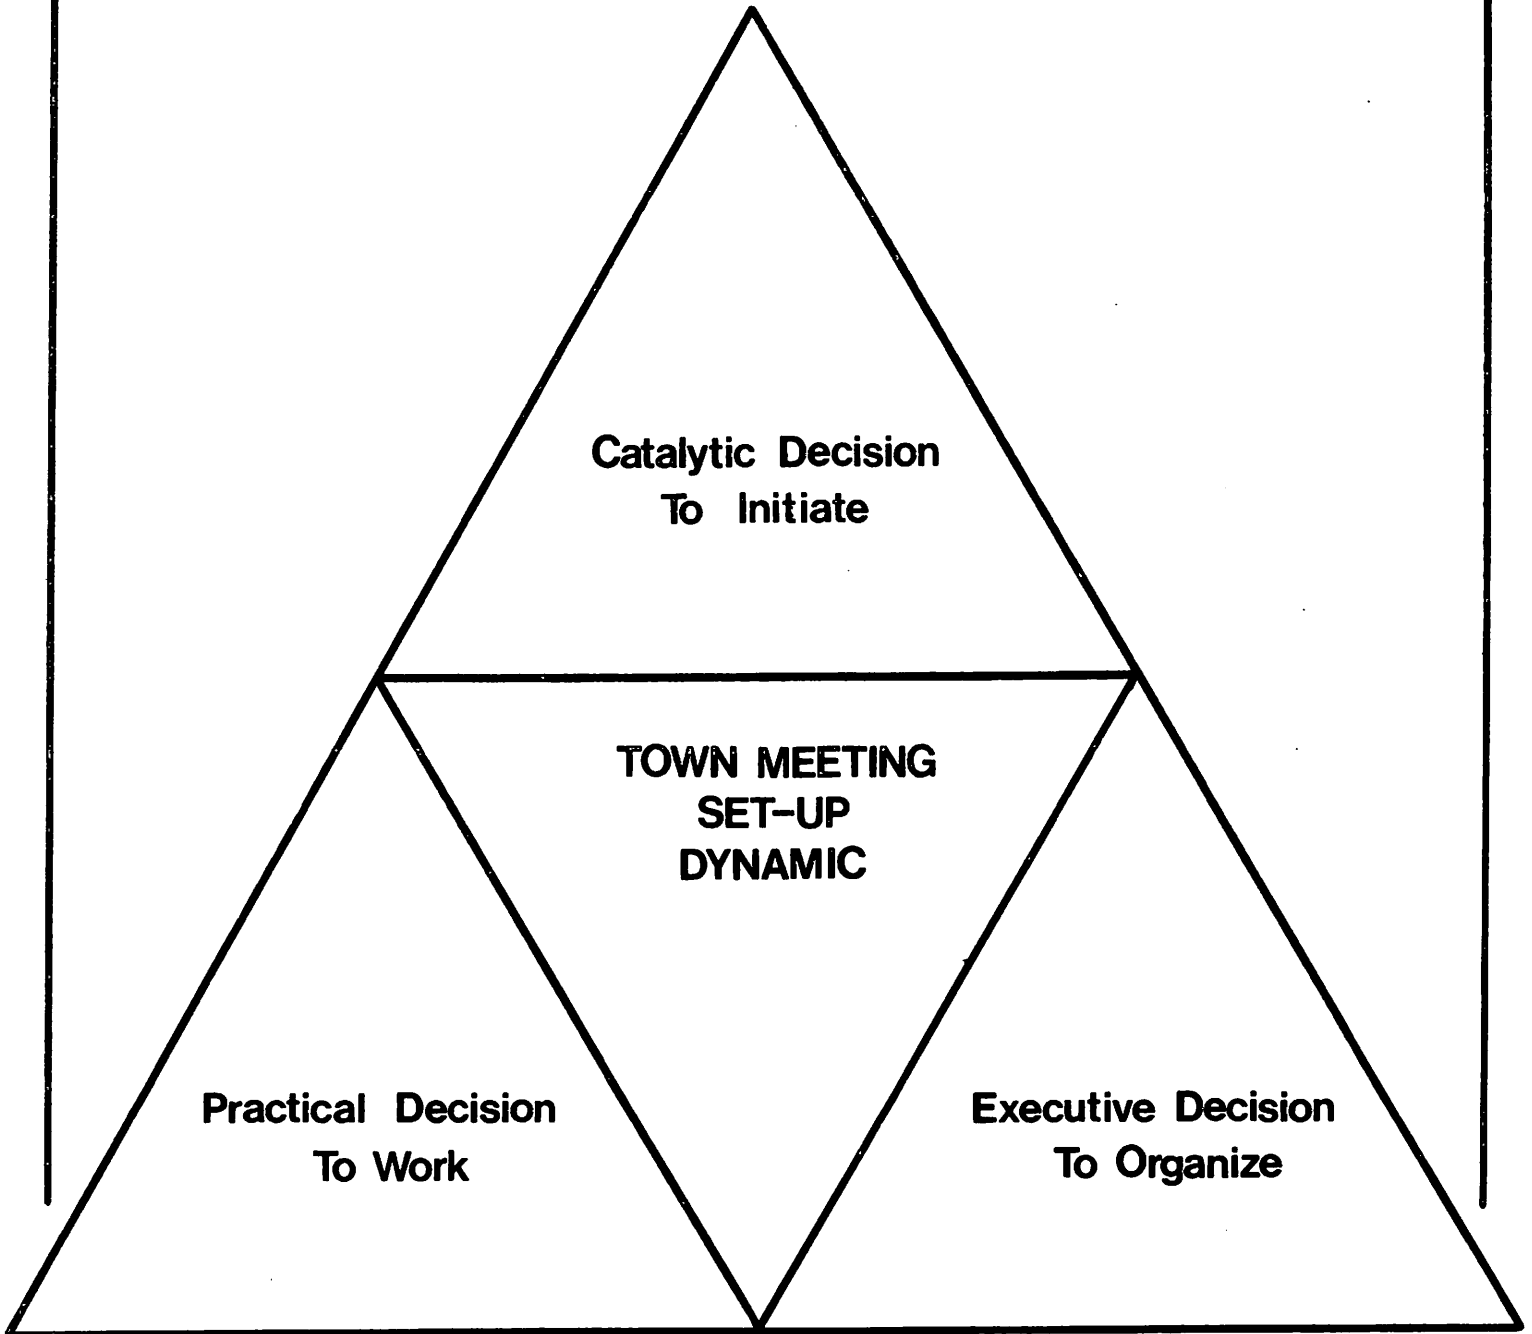 Catalytic Decision
To Initiate
TOWN MEETING
SET-UP
DYNAMIC
Practical Decision
To Work
Executive Decision
To Organize